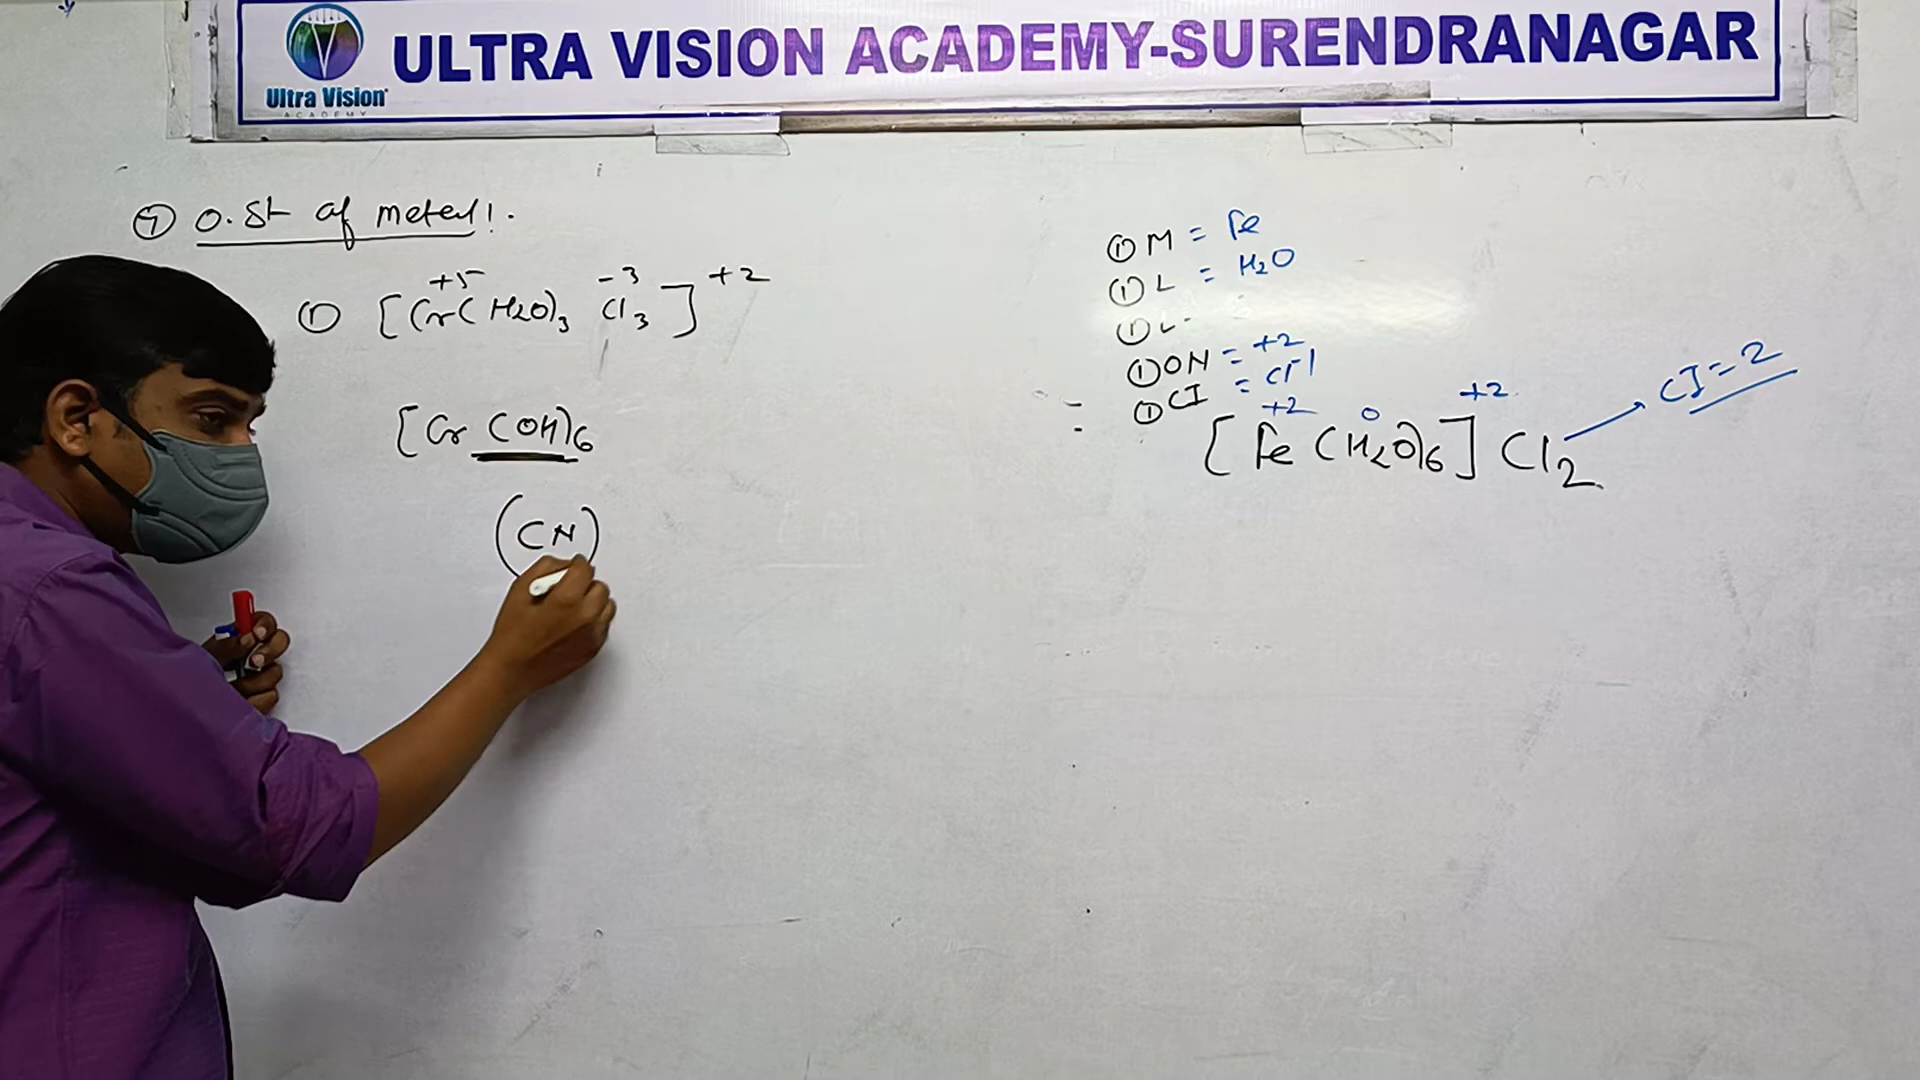 ULTRA VISION ACADEMY-SURENDRANAGAR
Ultra Vision
ACADEMY
⑦ O. St of metal :.
① [Cr(H2O)3 Cl3]+2
+5 -3
[Cr (OH)6
(CN)
① M = Fe
① L = H2O
① L.
① ON = +2
① CI = Cl-1
+2 0 +2
= [Fe (H2O)6] Cl2
CI = 2